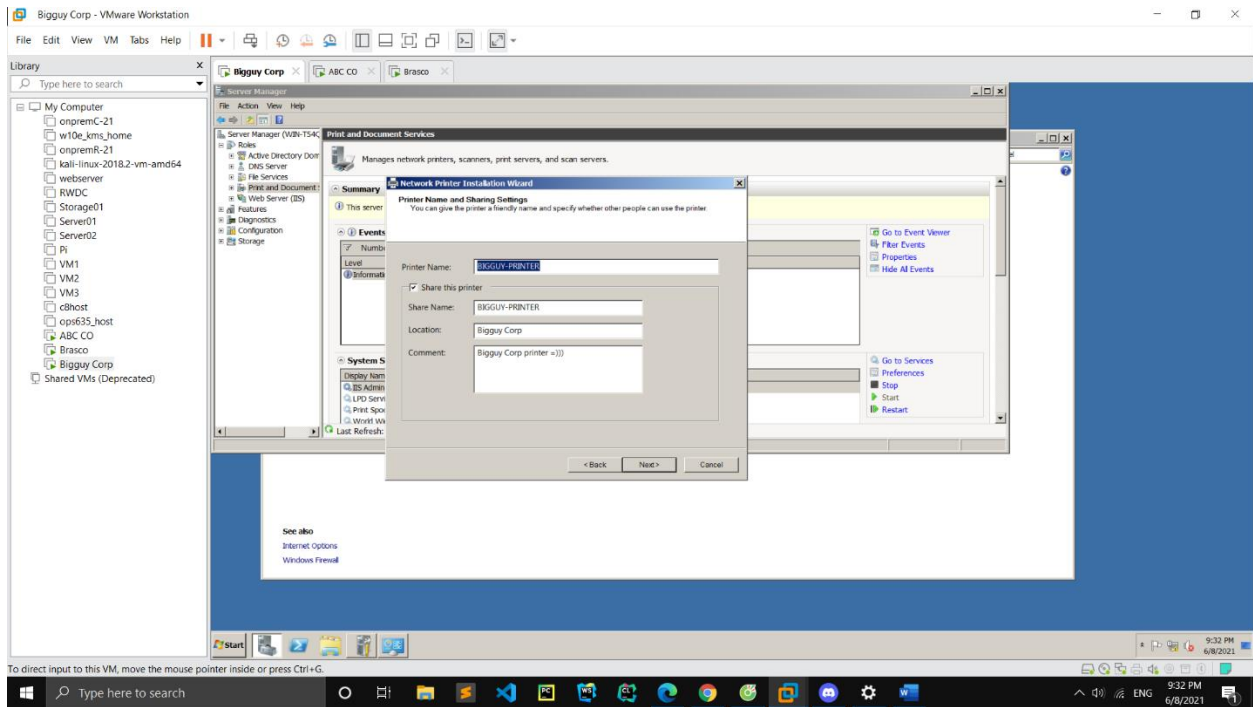 Bigguy Corp - VMware Workstation
File Edit View VM Tabs Help
Library
Type here to search
My Computer
onpremC-21
w10e_kms_home
onpremR-21
kali-linux-2018.2-vm-amd64
webserver
RWDC
Storage01
Server01
Server02
Pi
VM1
VM2
VM3
c8host
ops635_host
ABC CO
Brasco
Bigguy Corp
Shared VMs (Deprecated)
Bigguy Corp ABC CO Brasco
Server Manager
File Action View Help
Server Manager (WIN-TS4C
Roles
Active Directory Dom
DNS Server
File Services
Print and Document S
Web Server (IIS)
Features
Diagnostics
Configuration
Storage
Print and Document Services
Manages network printers, scanners, print servers, and scan servers.
Summary
This server
Events
Numbe
Level
Informati
Go to Event Viewer
Filter Events
Properties
Hide All Events
System S
Display Nam
IIS Admin
LPD Servi
Print Spoo
World Wi
Last Refresh:
Go to Services
Preferences
Stop
Start
Restart
Network Printer Installation Wizard
Printer Name and Sharing Settings
You can give the printer a friendly name and specify whether other people can use the printer.
Printer Name: BIGGUY-PRINTER
Share this printer
Share Name: BIGGUY-PRINTER
Location: Bigguy Corp
Comment: Bigguy Corp printer =)))
<Back Next> Cancel
See also
Internet Options
Windows Firewall
Start
9:32 PM
6/8/2021
To direct input to this VM, move the mouse pointer inside or press Ctrl+G.
Type here to search
ENG
9:32 PM
6/8/2021